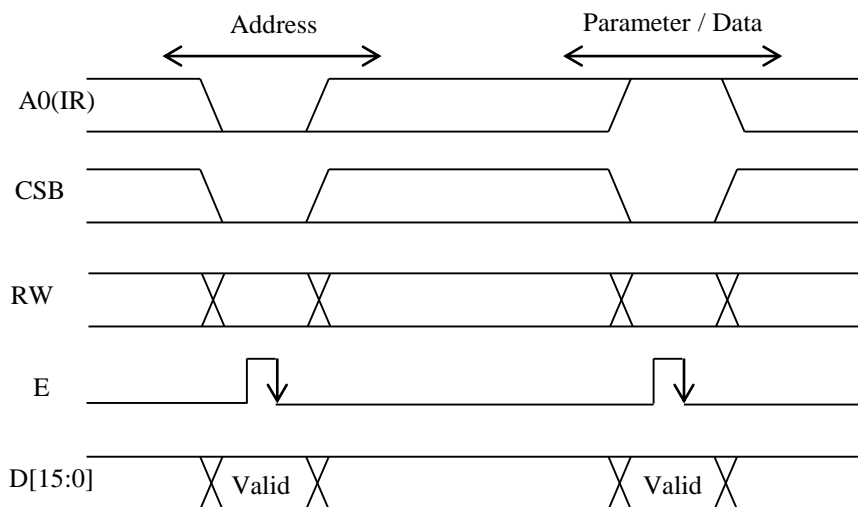 Address
Parameter / Data
A0(IR)
CSB
RW
E
D[15:0]
Valid
Valid